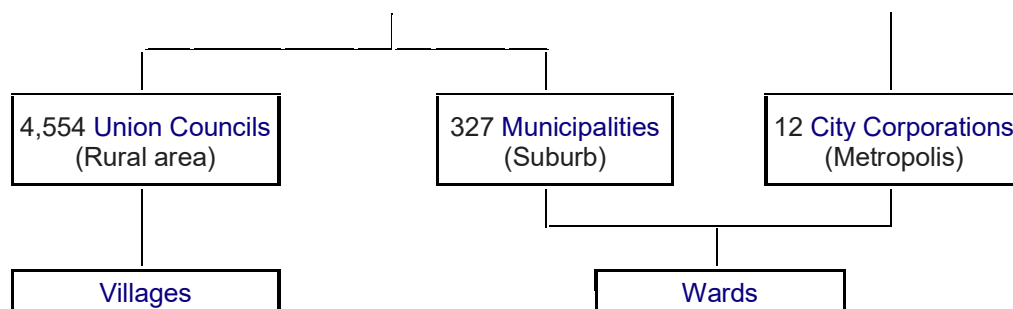 4,554 Union Councils
(Rural area)
327 Municipalities
(Suburb)
12 City Corporations
(Metropolis)
Villages
Wards